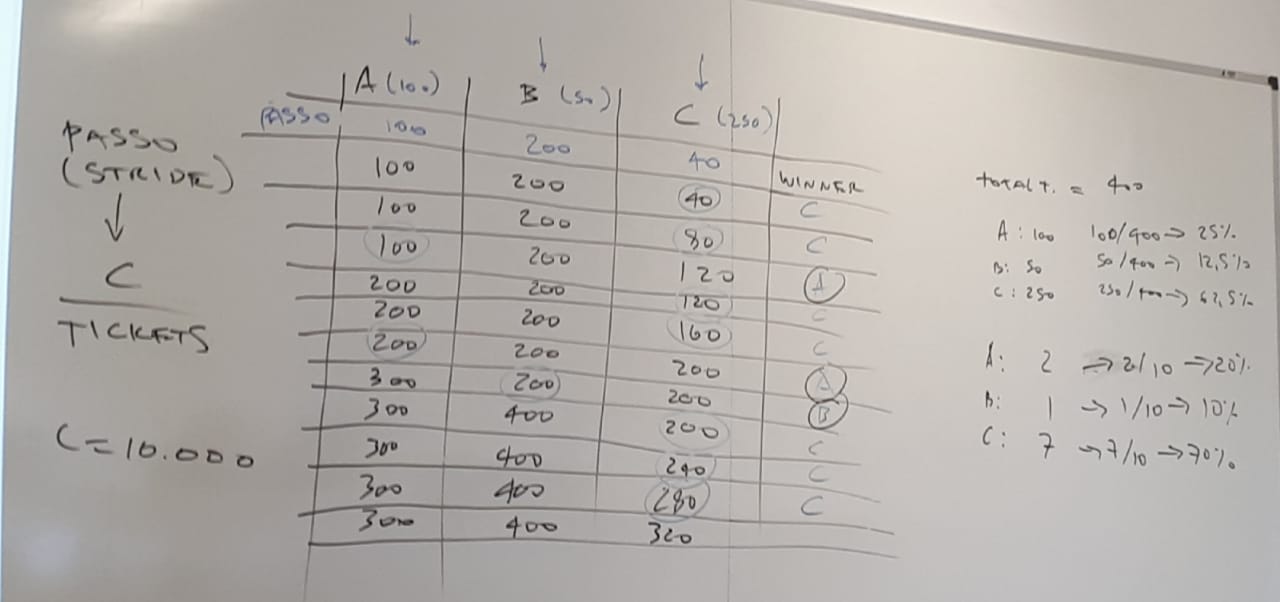 A (100) B (50) C (250)
PASSO 100 200 40
100 200 40 WINNER
100 200 80 C
100 200 120 C
200 200 120 A
200 200 160 C
200 200 200 C
300 200 200 A
300 400 200 B
300 400 240 C
300 400 280 C
300 400 320 C
PASSO
(STRIDE)
C
TICKETS
C = 10.000
TOTAL T. = 400
A: 100 100/400 → 25%
B: 50 50/400 → 12,5%
C: 250 250/400 → 62,5%
A: 2 → 2/10 → 20%
B: 1 → 1/10 → 10%
C: 7 → 7/10 → 70%